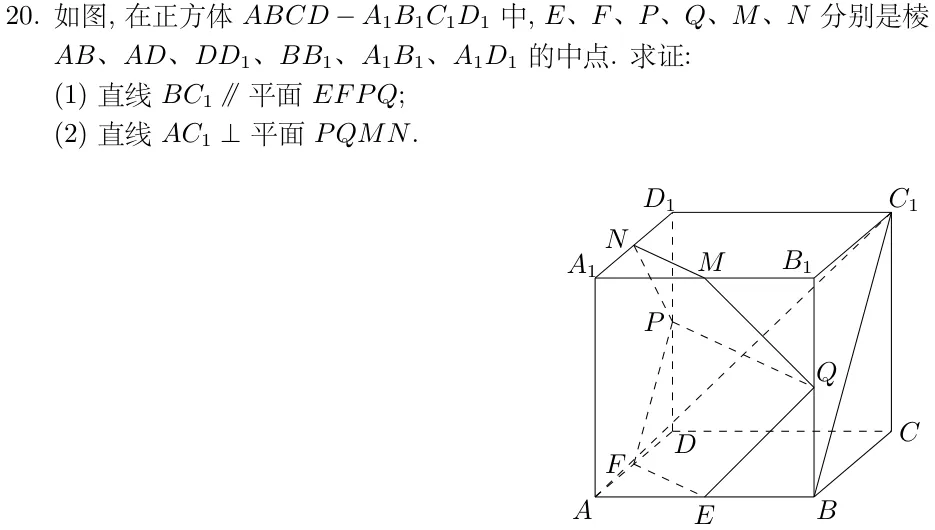 20. 如图, 在正方体 ABCD − A₁B₁C₁D₁ 中, E、F、P、Q、M、N 分别是棱
AB、AD、DD₁、BB₁、A₁B₁、A₁D₁ 的中点. 求证:
(1) 直线 BC₁ ∥ 平面 EFPQ;
(2) 直线 AC₁ ⊥ 平面 PQMN.
D₁
C₁
N
A₁
M
B₁
P
Q
D
C
F
A
E
B